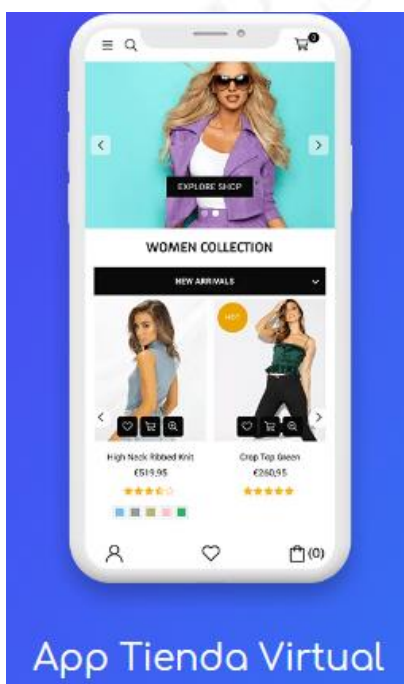 EXPLORE SHOP
WOMEN COLLECTION
NEW ARRIVALS
HOT
High Neck Ribbed Knit
Crop Top Green
€519,95
€260,95
(0)
App Tienda Virtual